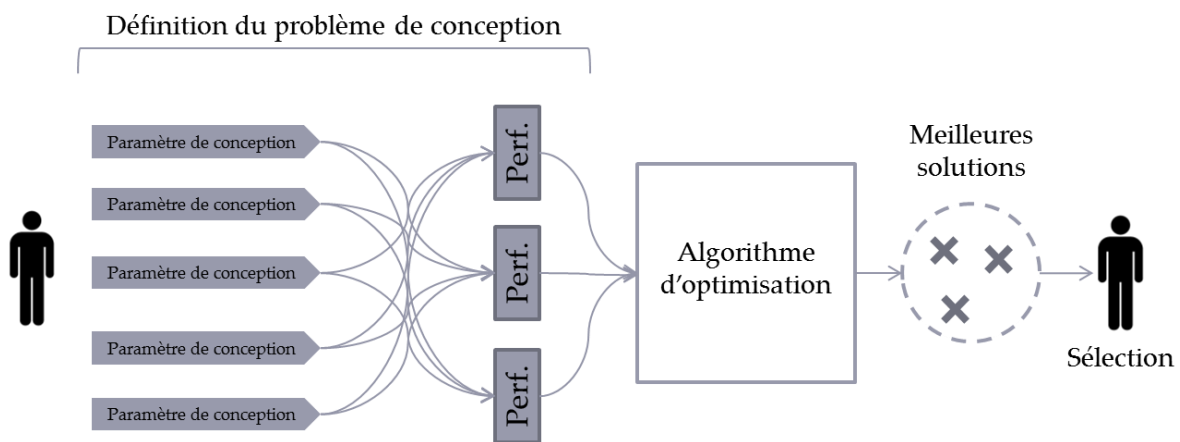 Définition du problème de conception
Paramètre de conception
Paramètre de conception
Paramètre de conception
Paramètre de conception
Paramètre de conception
Perf.
Perf.
Perf.
Algorithme
d'optimisation
Meilleures
solutions
Sélection